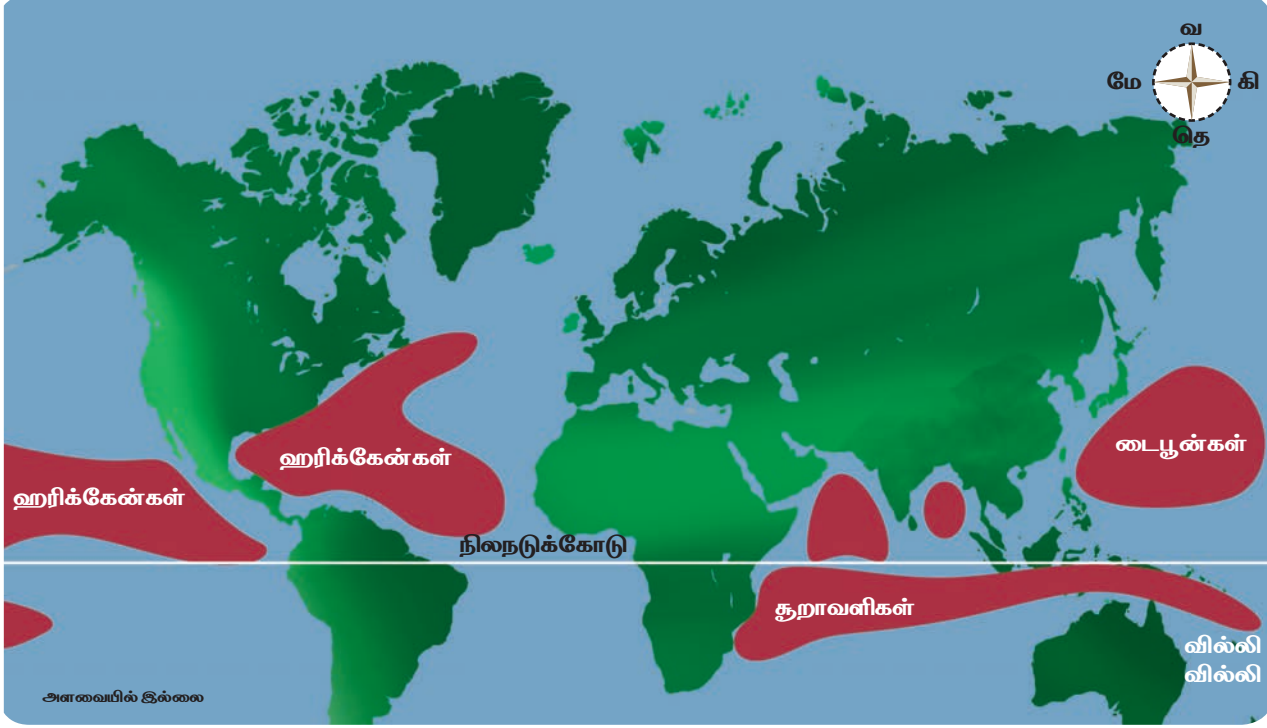 வ
மே
கி
தெ
ஹரிக்கேன்கள்
டைபூன்கள்
ஹரிக்கேன்கள்
நிலநடுக்கோடு
சூறாவளிகள்
வில்லி
வில்லி
அளவையில் இல்லை